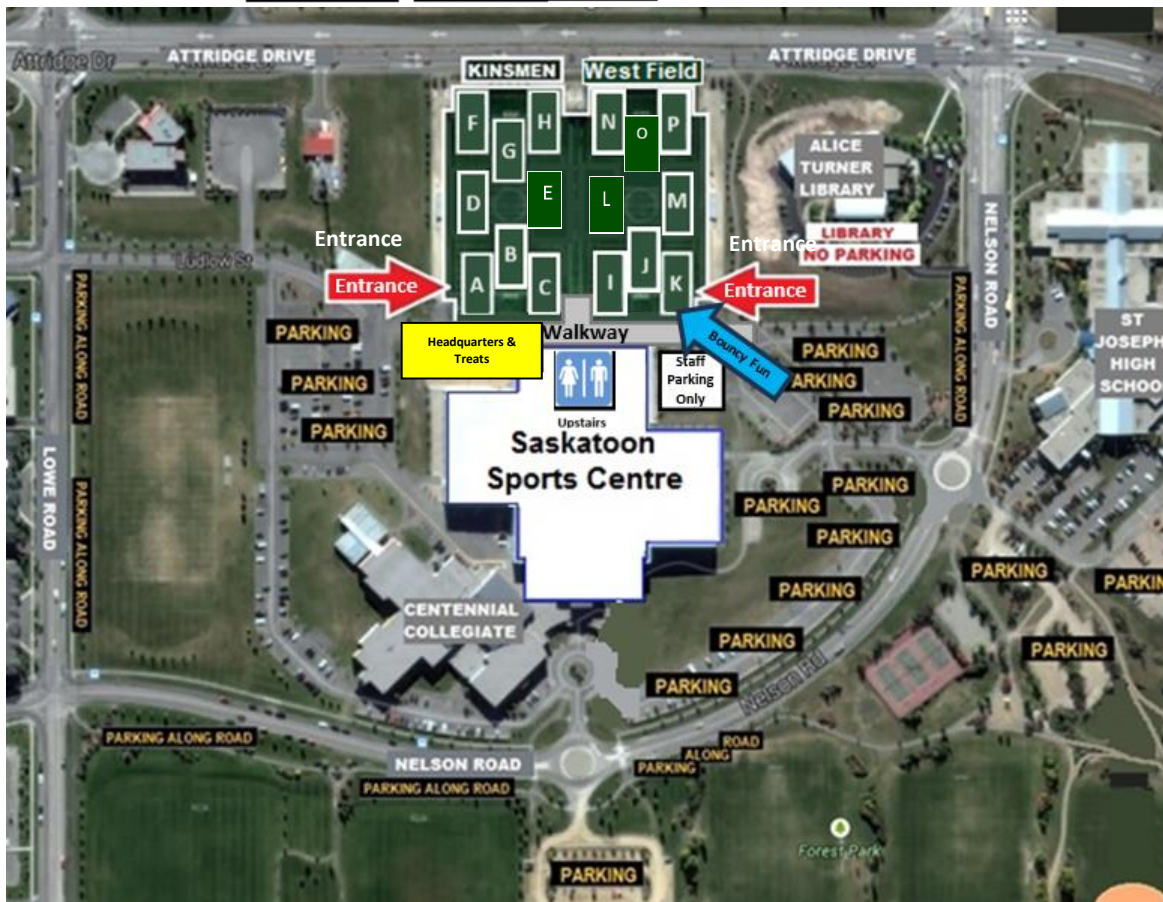 Attridge Dr
ATTRIDGE DRIVE
ATTRIDGE DRIVE
KINSMEN
West Field
F
H
N
O
P
G
D
E
L
M
B
J
A
C
I
K
ALICE
TURNER
LIBRARY
LIBRARY
NO PARKING
NELSON ROAD
Entrance
Entrance
Ludlow St
Entrance
Entrance
PARKING ALONG ROAD
PARKING ALONG ROAD
PARKING ALONG ROAD
LOWE ROAD
PARKING
PARKING
PARKING
Headquarters &
Treats
Walkway
Bouncy Fun
Staff
Parking
Only
Upstairs
Saskatoon
Sports Centre
PARKING
ARKING
PARKING
ST
JOSEPH
HIGH
SCHOO
PARKING
PARKING
PARKING
PARKING
PARKING
PARKING
PARKIN
PARKING
PARKING
PARKING
CENTENNIAL
COLLEGIATE
Nelson Rd
PARKING ALONG ROAD
NELSON ROAD
PARKING ALONG ROAD
PARKING ALONG ROAD
Forest Park
PARKING